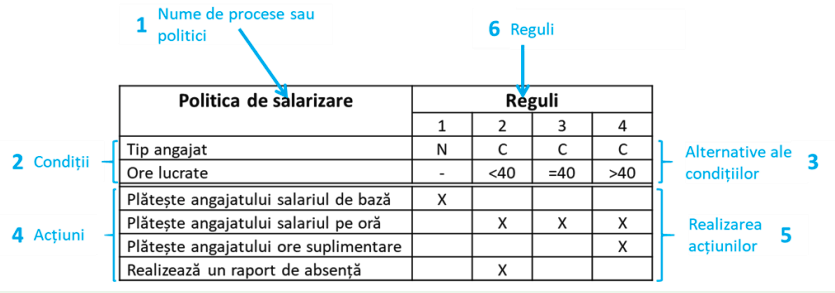 1 Nume de procese sau
politici
6 Reguli
Politica de salarizare Reguli
1 2 3 4
2 Condiții
Tip angajat N C C C
Ore lucrate - <40 =40 >40
Alternative ale
condițiilor 3
4 Acțiuni
Plătește angajatului salariul de bază X
Plătește angajatului salariul pe oră X X X
Plătește angajatului ore suplimentare X
Realizează un raport de absență X
Realizarea
acțiunilor 5